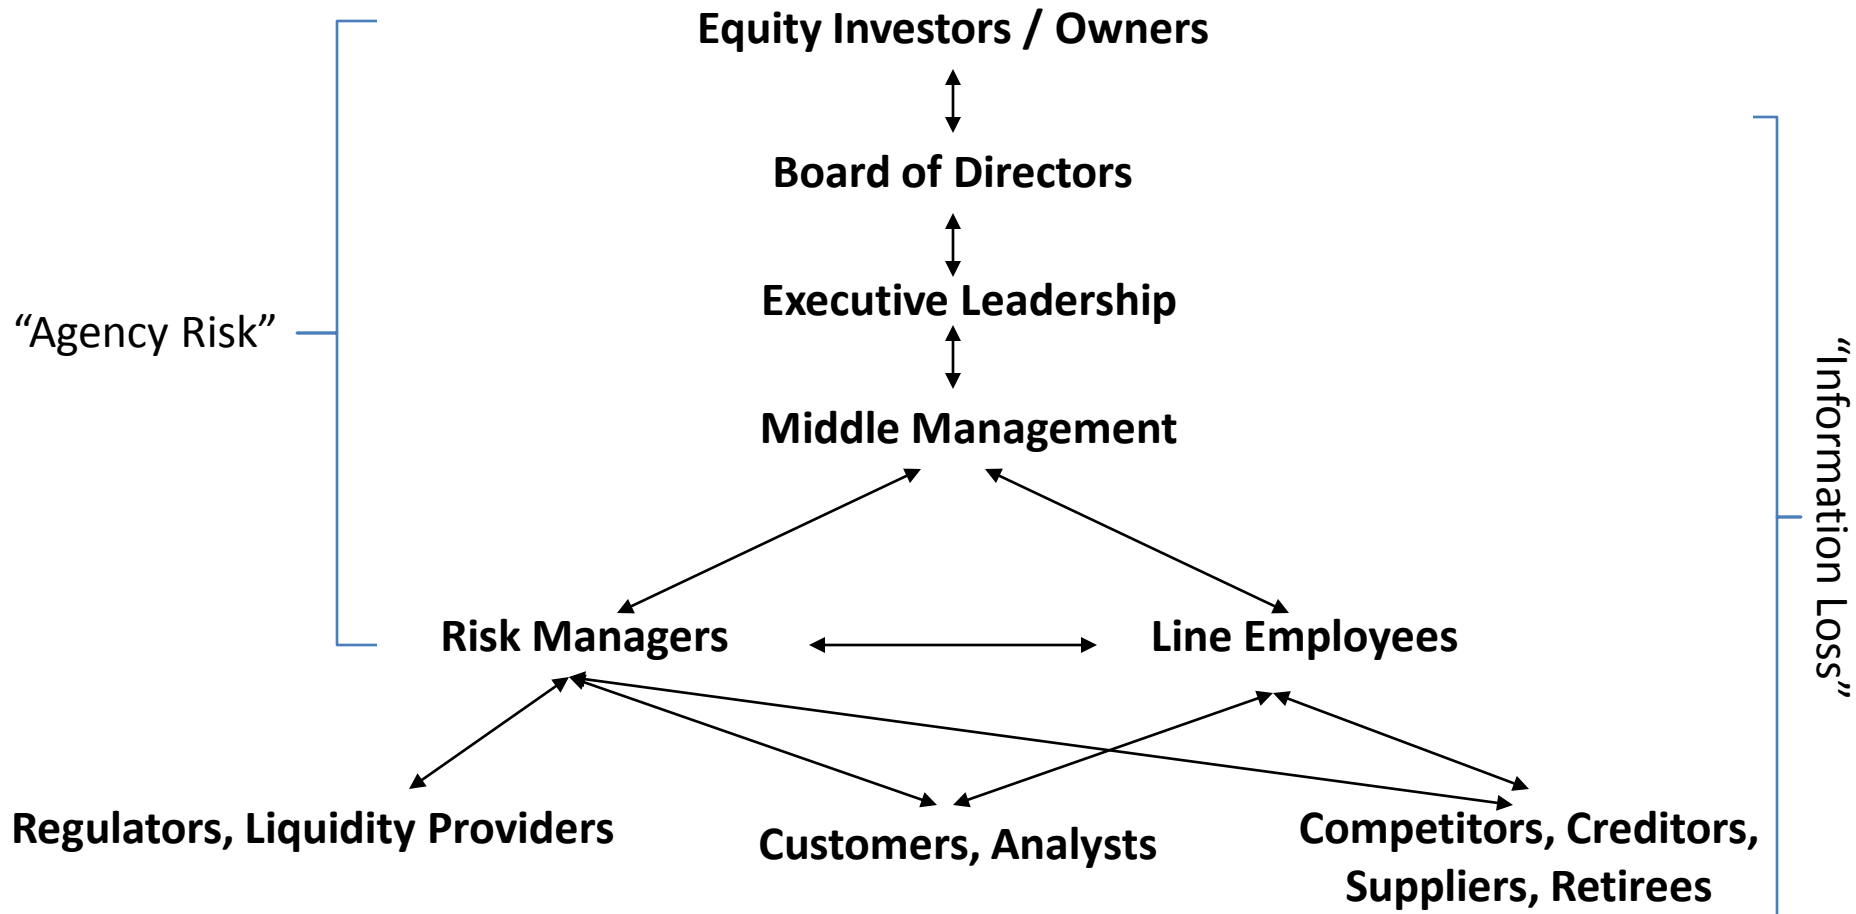 Equity Investors / Owners
Board of Directors
Executive Leadership
“Agency Risk”
Middle Management
“Information Loss”
Risk Managers
Line Employees
Regulators, Liquidity Providers
Customers, Analysts
Competitors, Creditors,
Suppliers, Retirees